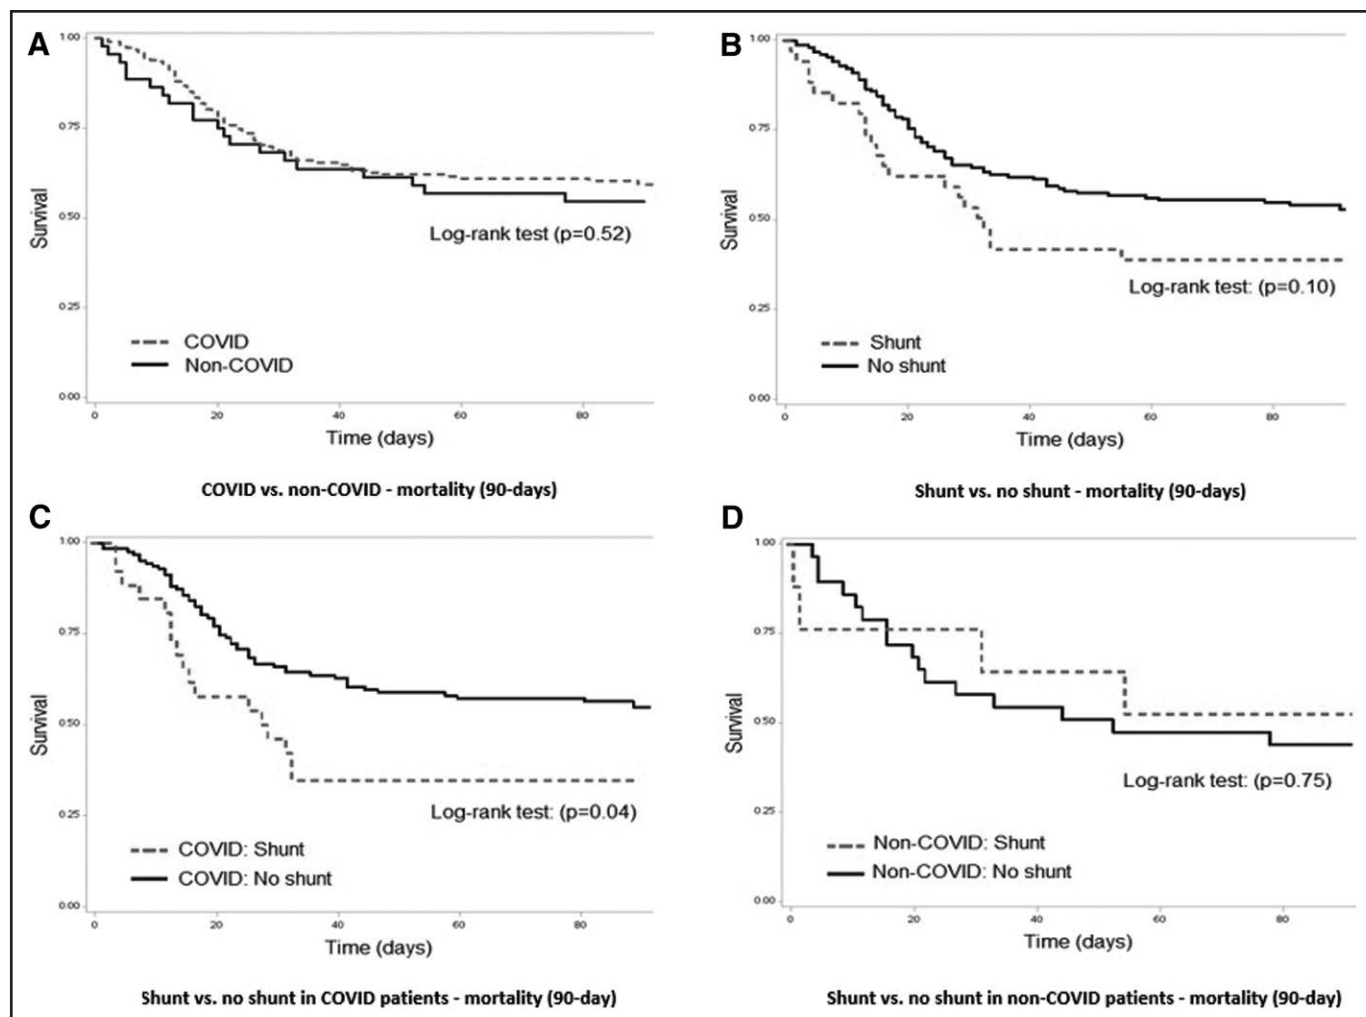 A
1.00
0.75
0.50
0.25
0.00
Survival
Log-rank test (p=0.52)
COVID
Non-COVID
0 20 40 60 80
Time (days)
COVID vs. non-COVID - mortality (90-days)
B
1.00
0.75
0.50
0.25
0.00
Survival
Log-rank test: (p=0.10)
Shunt
No shunt
0 20 40 60 80
Time (days)
Shunt vs. no shunt - mortality (90-days)
C
1.00
0.75
0.50
0.25
0.00
Survival
Log-rank test: (p=0.04)
COVID: Shunt
COVID: No shunt
0 20 40 60 80
Time (days)
Shunt vs. no shunt in COVID patients - mortality (90-day)
D
1.00
0.75
0.50
0.25
0.00
Survival
Log-rank test: (p=0.75)
Non-COVID: Shunt
Non-COVID: No shunt
0 20 40 60 80
Time (days)
Shunt vs. no shunt in non-COVID patients - mortality (90-day)